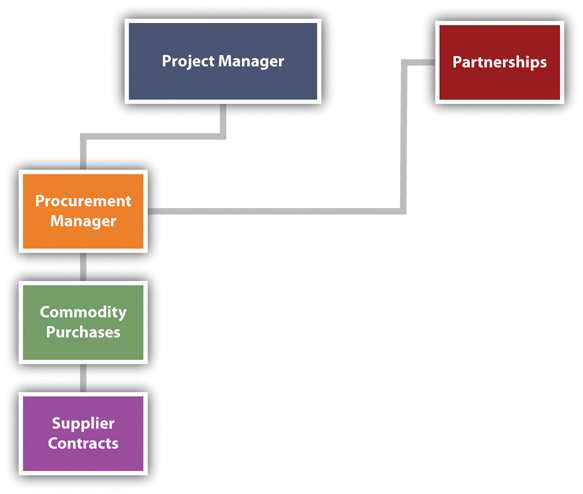 Project Manager
Partnerships
Procurement
Manager
Commodity
Purchases
Supplier
Contracts